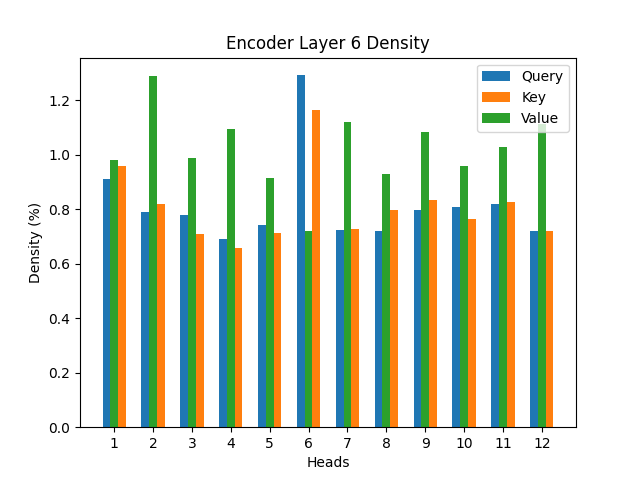 Encoder Layer 6 Density
Query
Key
Value
Density (%)
1.2
1.0
0.8
0.6
0.4
0.2
0.0
1 2 3 4 5 6 7 8 9 10 11 12
Heads